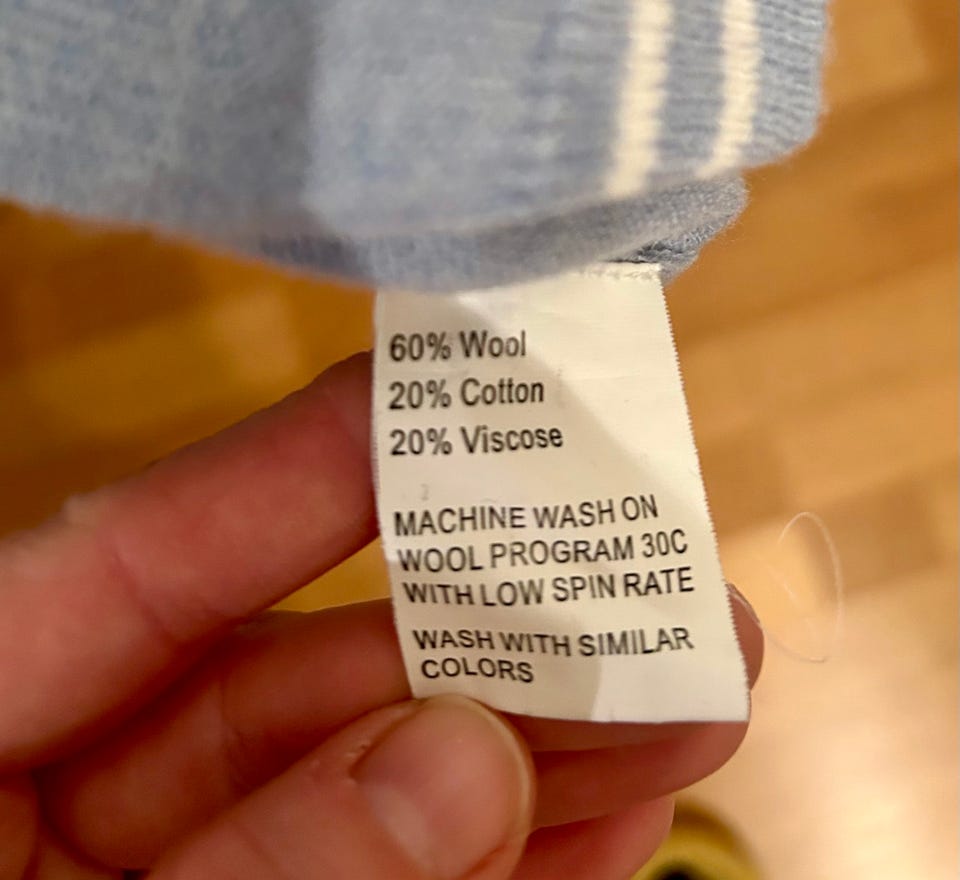 60% Wool
20% Cotton
20% Viscose
MACHINE WASH ON
WOOL PROGRAM 30C
WITH LOW SPIN RATE
WASH WITH SIMILAR
COLORS